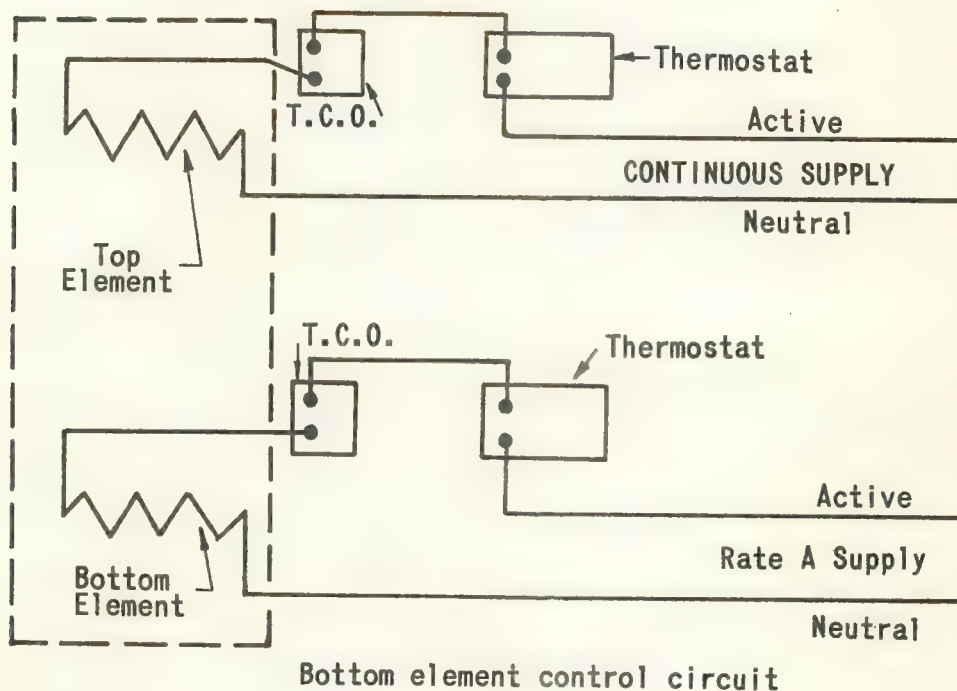 Thermostat
T.C.O.
Active
CONTINUOUS SUPPLY
Neutral
Top
Element
T.C.O.
Thermostat
Active
Rate A Supply
Bottom
Element
Neutral
Bottom element control circuit